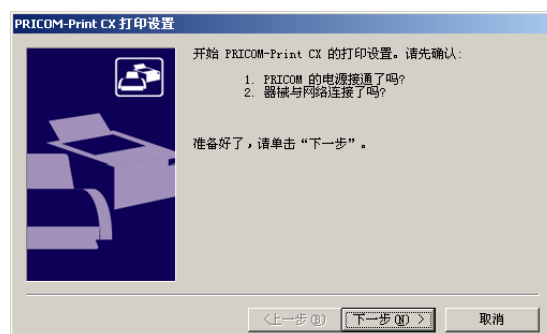 PRICOM-Print CX 打印设置
开始 PRICOM-Print CX 的打印设置。请先确认:
1. PRICOM 的电源接通了吗?
2. 器械与网络连接了吗?
准备好了，请单击“下一步”。
<上一步(B)
下一步(N) >
取消